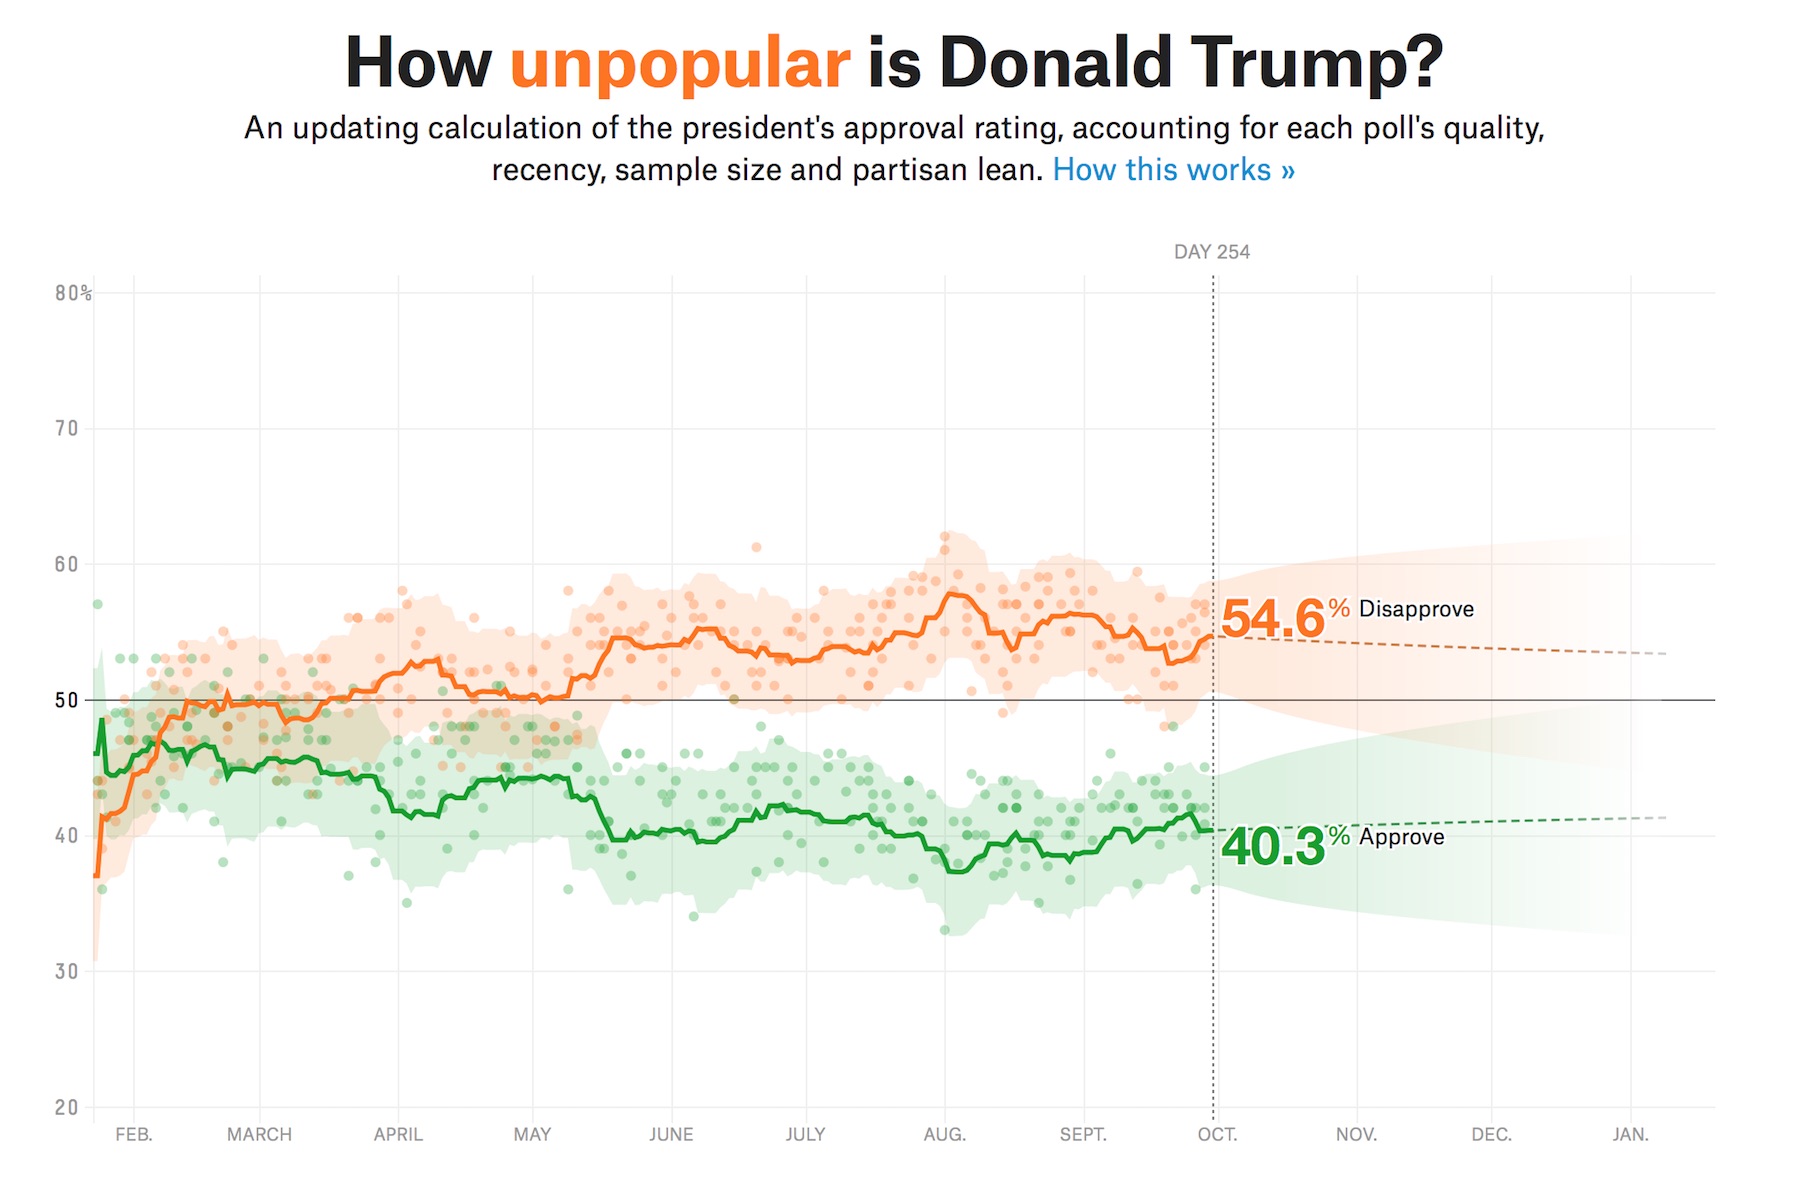 How unpopular is Donald Trump?
An updating calculation of the president's approval rating, accounting for each poll's quality,
recency, sample size and partisan lean. How this works »
DAY 254
80%
70
60
54.6% Disapprove
50
40
40.3% Approve
30
20
FEB. MARCH APRIL MAY JUNE JULY AUG. SEPT. OCT. NOV. DEC. JAN.